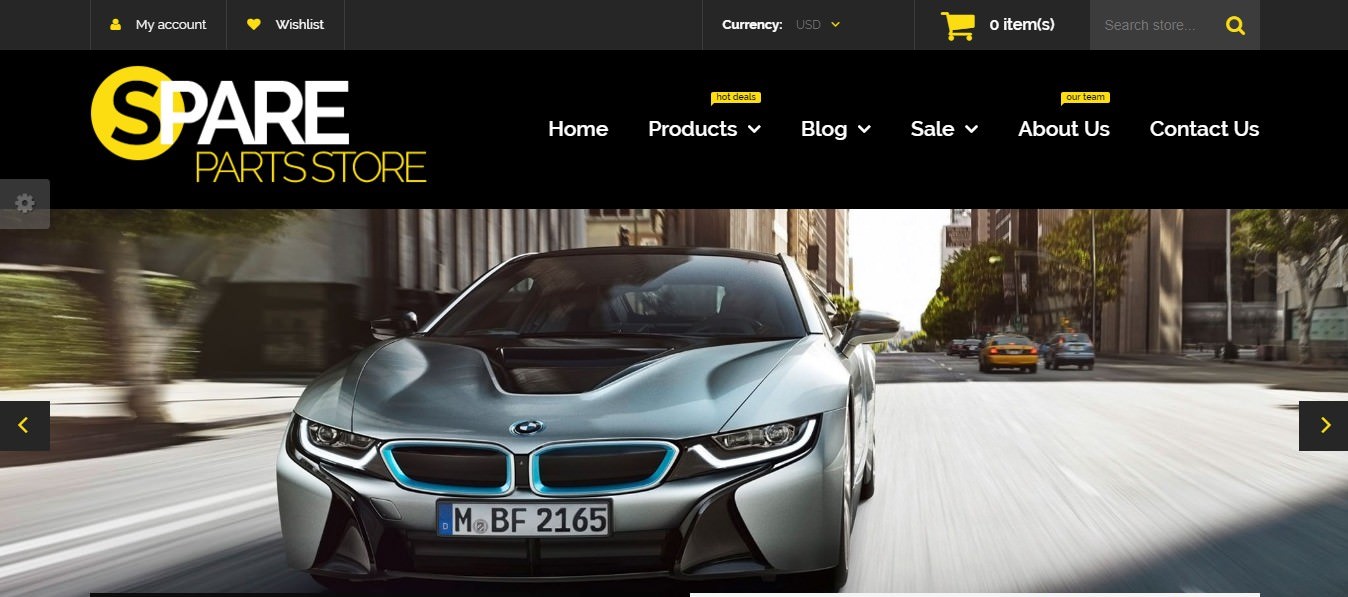 My account
Wishlist
Currency: USD
0 item(s)
Search store...
SPARE
PARTS STORE
hot deals
our team
Home
Products
Blog
Sale
About Us
Contact Us
D M BF 2165